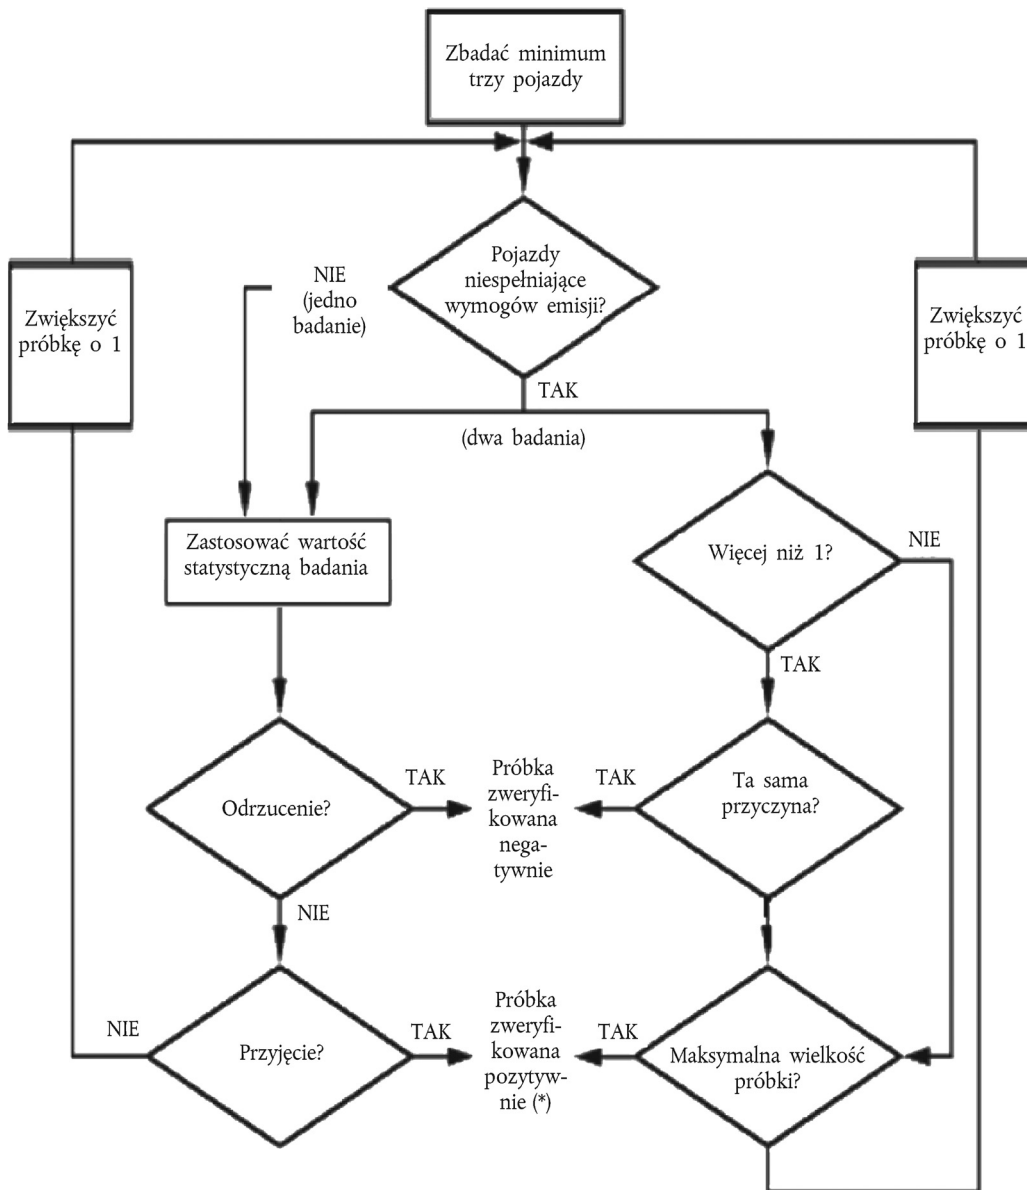 Zbadać minimum
trzy pojazdy
Pojazdy
niespełniające
wymogów emisji?
NIE
(jedno
badanie)
Zwiększyć
próbkę o 1
Zwiększyć
próbkę o 1
TAK
(dwa badania)
Zastosować wartość
statystyczną badania
Więcej niż 1?
NIE
TAK
Odrzucenie?
TAK
Próbka
zweryfi-
kowana
nega-
tywnie
TAK
Ta sama
przyczyna?
NIE
Przyjęcie?
NIE
TAK
Próbka
zweryfi-
kowana
pozytyw-
nie (*)
TAK
Maksymalna wielkość
próbki?